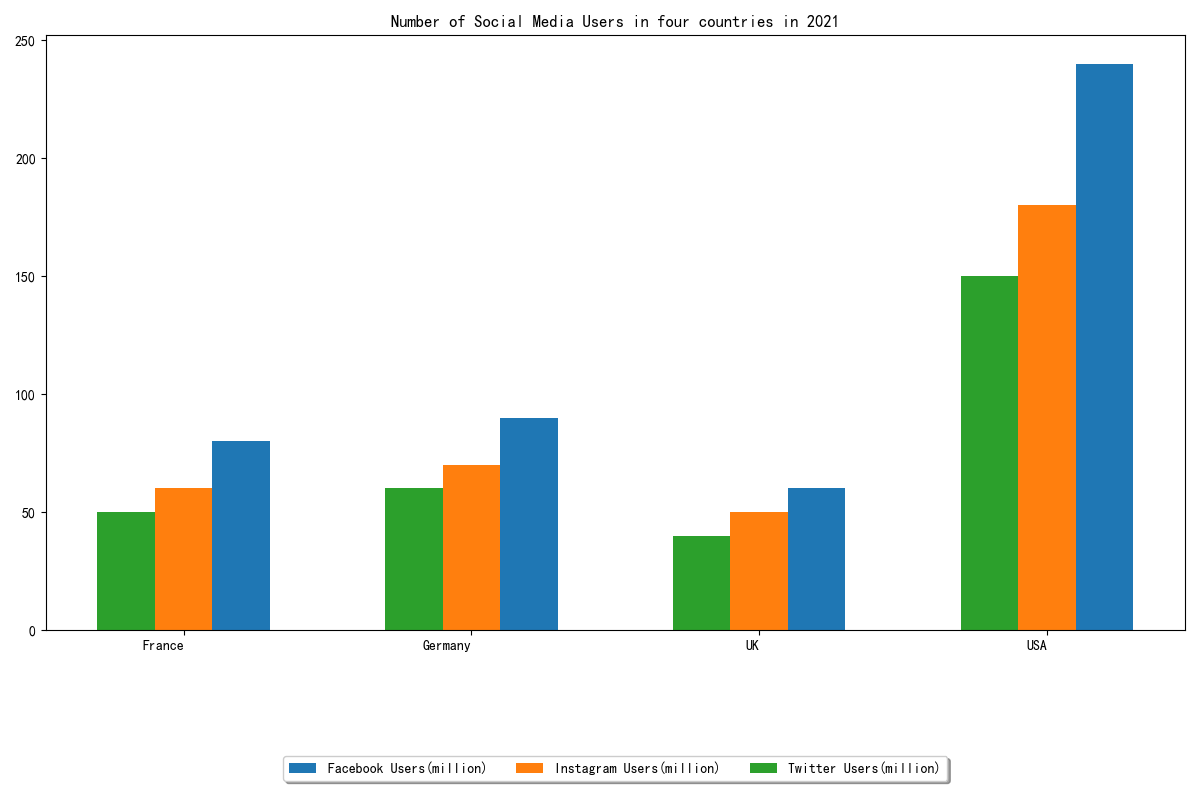 Number of Social Media Users in four countries in 2021
250
200
150
100
50
0
France Germany UK USA
Facebook Users(million) Instagram Users(million) Twitter Users(million)